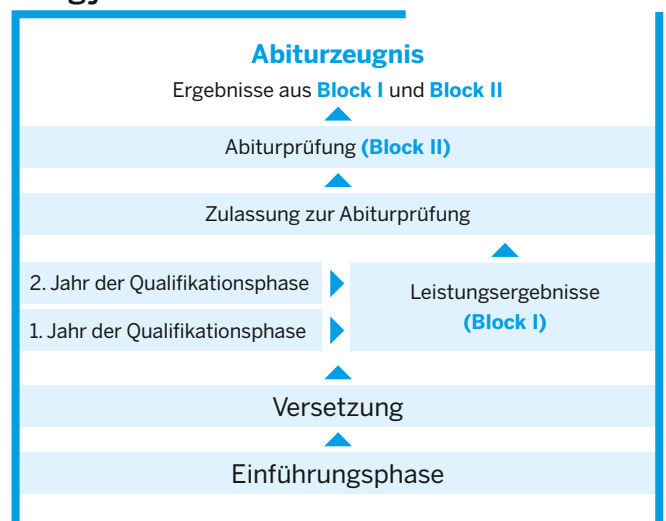 Abiturzeugnis
Ergebnisse aus Block I und Block II
Abiturprüfung (Block II)
Zulassung zur Abiturprüfung
2. Jahr der Qualifikationsphase
1. Jahr der Qualifikationsphase
Leistungsergebnisse
(Block I)
Versetzung
Einführungsphase